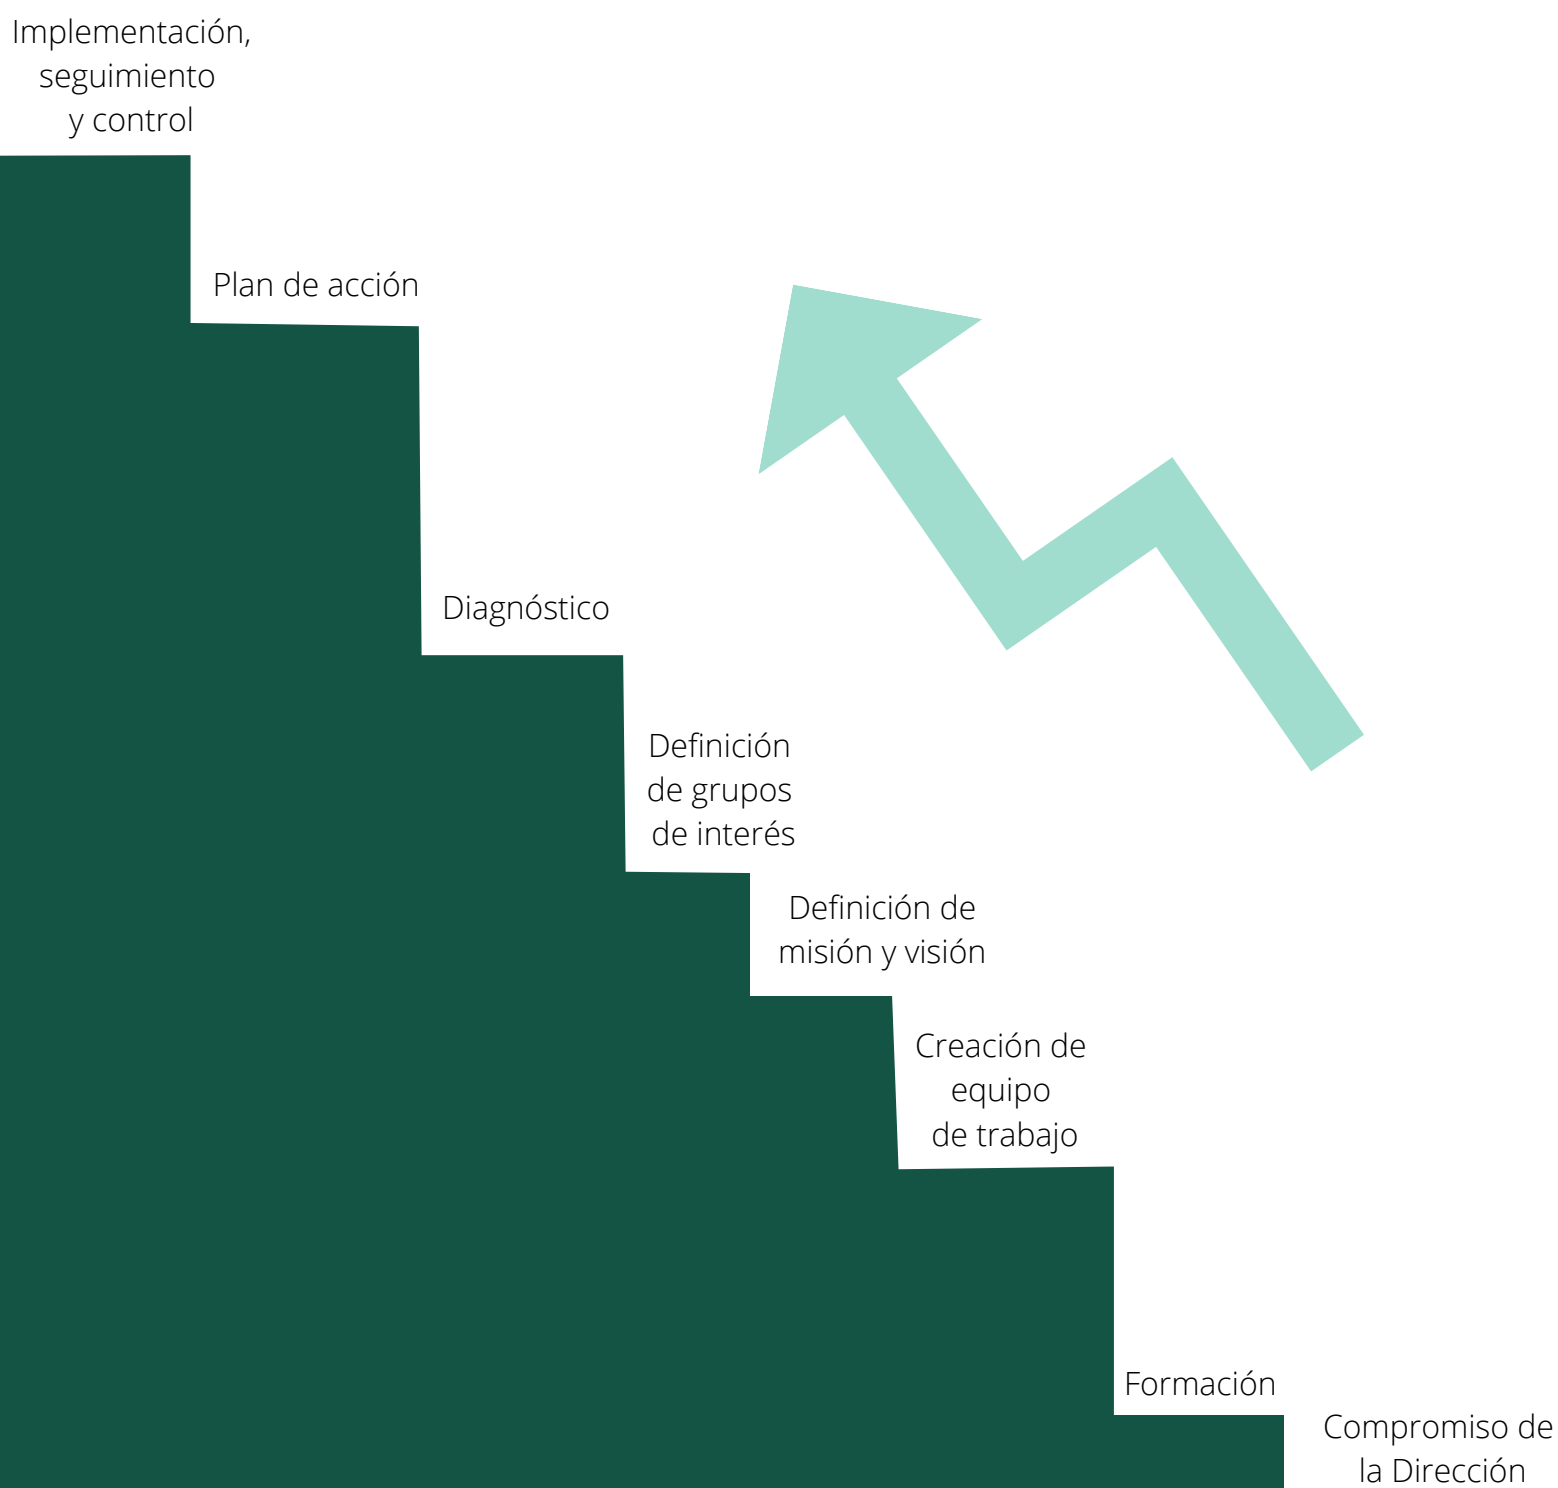 Implementación,
seguimiento
y control
Plan de acción
Diagnóstico
Definición
de grupos
de interés
Definición de
misión y visión
Creación de
equipo
de trabajo
Formación
Compromiso de
la Dirección